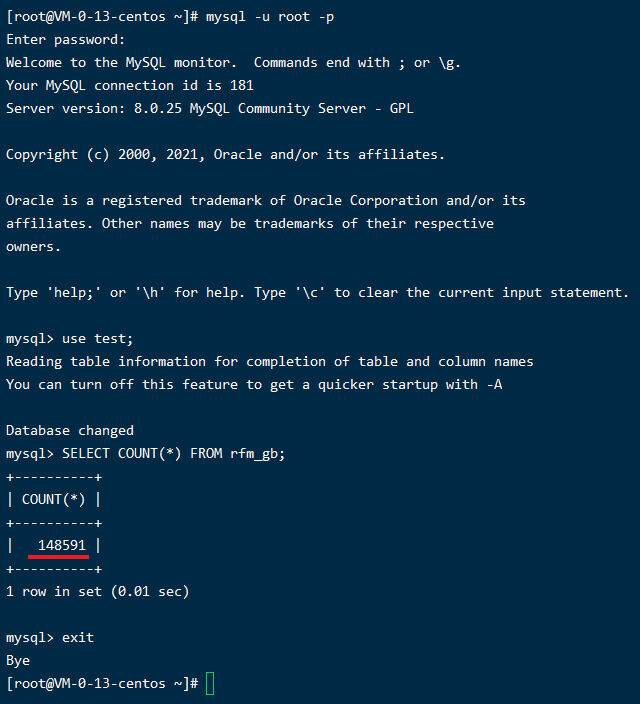 [root@VM-0-13-centos ~]# mysql -u root -p
Enter password:
Welcome to the MySQL monitor.  Commands end with ; or \g.
Your MySQL connection id is 181
Server version: 8.0.25 MySQL Community Server - GPL
Copyright (c) 2000, 2021, Oracle and/or its affiliates.
Oracle is a registered trademark of Oracle Corporation and/or its
affiliates. Other names may be trademarks of their respective
owners.
Type 'help;' or '\h' for help. Type '\c' to clear the current input statement.
mysql> use test;
Reading table information for completion of table and column names
You can turn off this feature to get a quicker startup with -A
Database changed
mysql> SELECT COUNT(*) FROM rfm_gb;
+----------+
| COUNT(*) |
+----------+
|   148591 |
+----------+
1 row in set (0.01 sec)
mysql> exit
Bye
[root@VM-0-13-centos ~]#